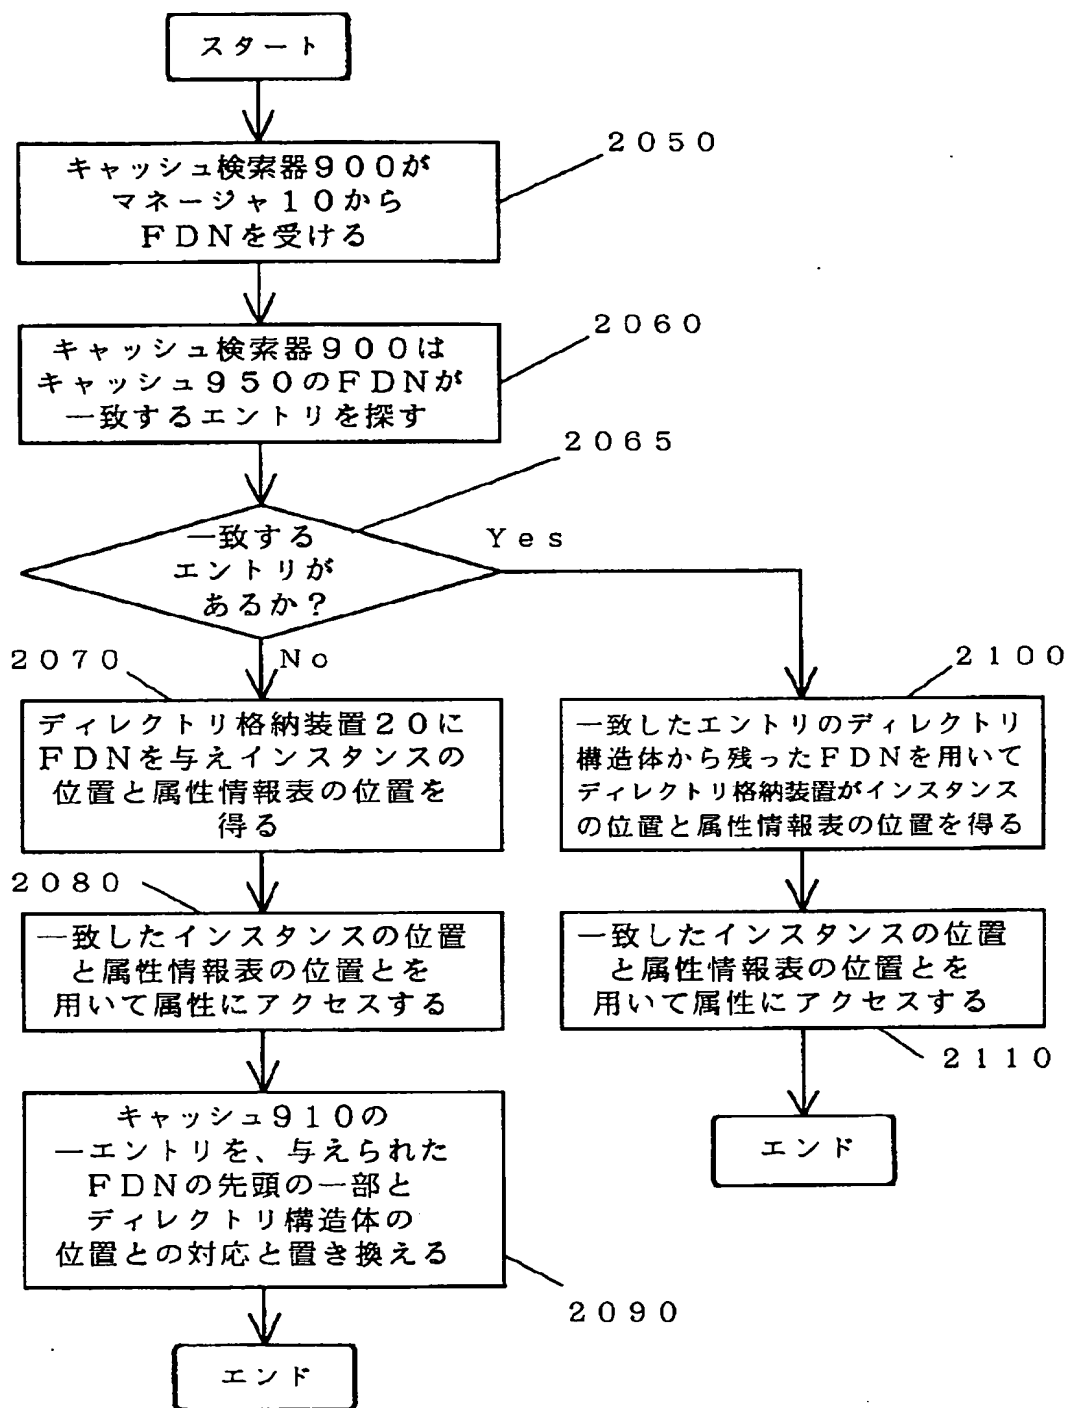 スタート
2050
キャッシュ検索器900が
マネージャ10から
FDNを受ける
2060
キャッシュ検索器900は
キャッシュ950のFDNが
一致するエントリを探す
2065
一致する
エントリが
あるか?
Yes
No
2070
ディレクトリ格納装置20に
FDNを与えインスタンスの
位置と属性情報表の位置を
得る
2100
一致したエントリのディレクトリ
構造体から残ったFDNを用いて
ディレクトリ格納装置がインスタンス
の位置と属性情報表の位置を得る
2080
一致したインスタンスの位置
と属性情報表の位置とを
用いて属性にアクセスする
一致したインスタンスの位置
と属性情報表の位置とを
用いて属性にアクセスする
2110
キャッシュ910の
一エントリを、与えられた
FDNの先頭の一部と
ディレクトリ構造体の
位置との対応と置き換える
2090
エンド
エンド